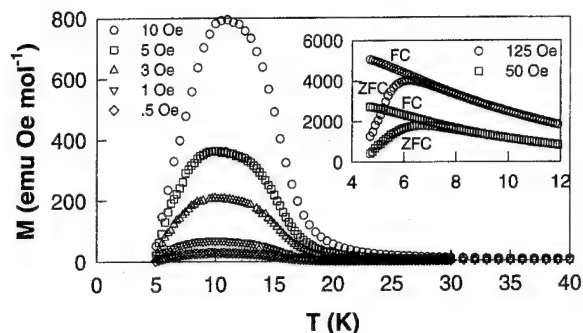 M (emu Oe mol⁻¹)
800
600
400
200
0
○ 10 Oe
□ 5 Oe
△ 3 Oe
▽ 1 Oe
◇ .5 Oe
0 5 10 15 20 25 30 35 40
T (K)
6000
4000
2000
0
4 6 8 10 12
FC
ZFC
FC
ZFC
○ 125 Oe
□ 50 Oe